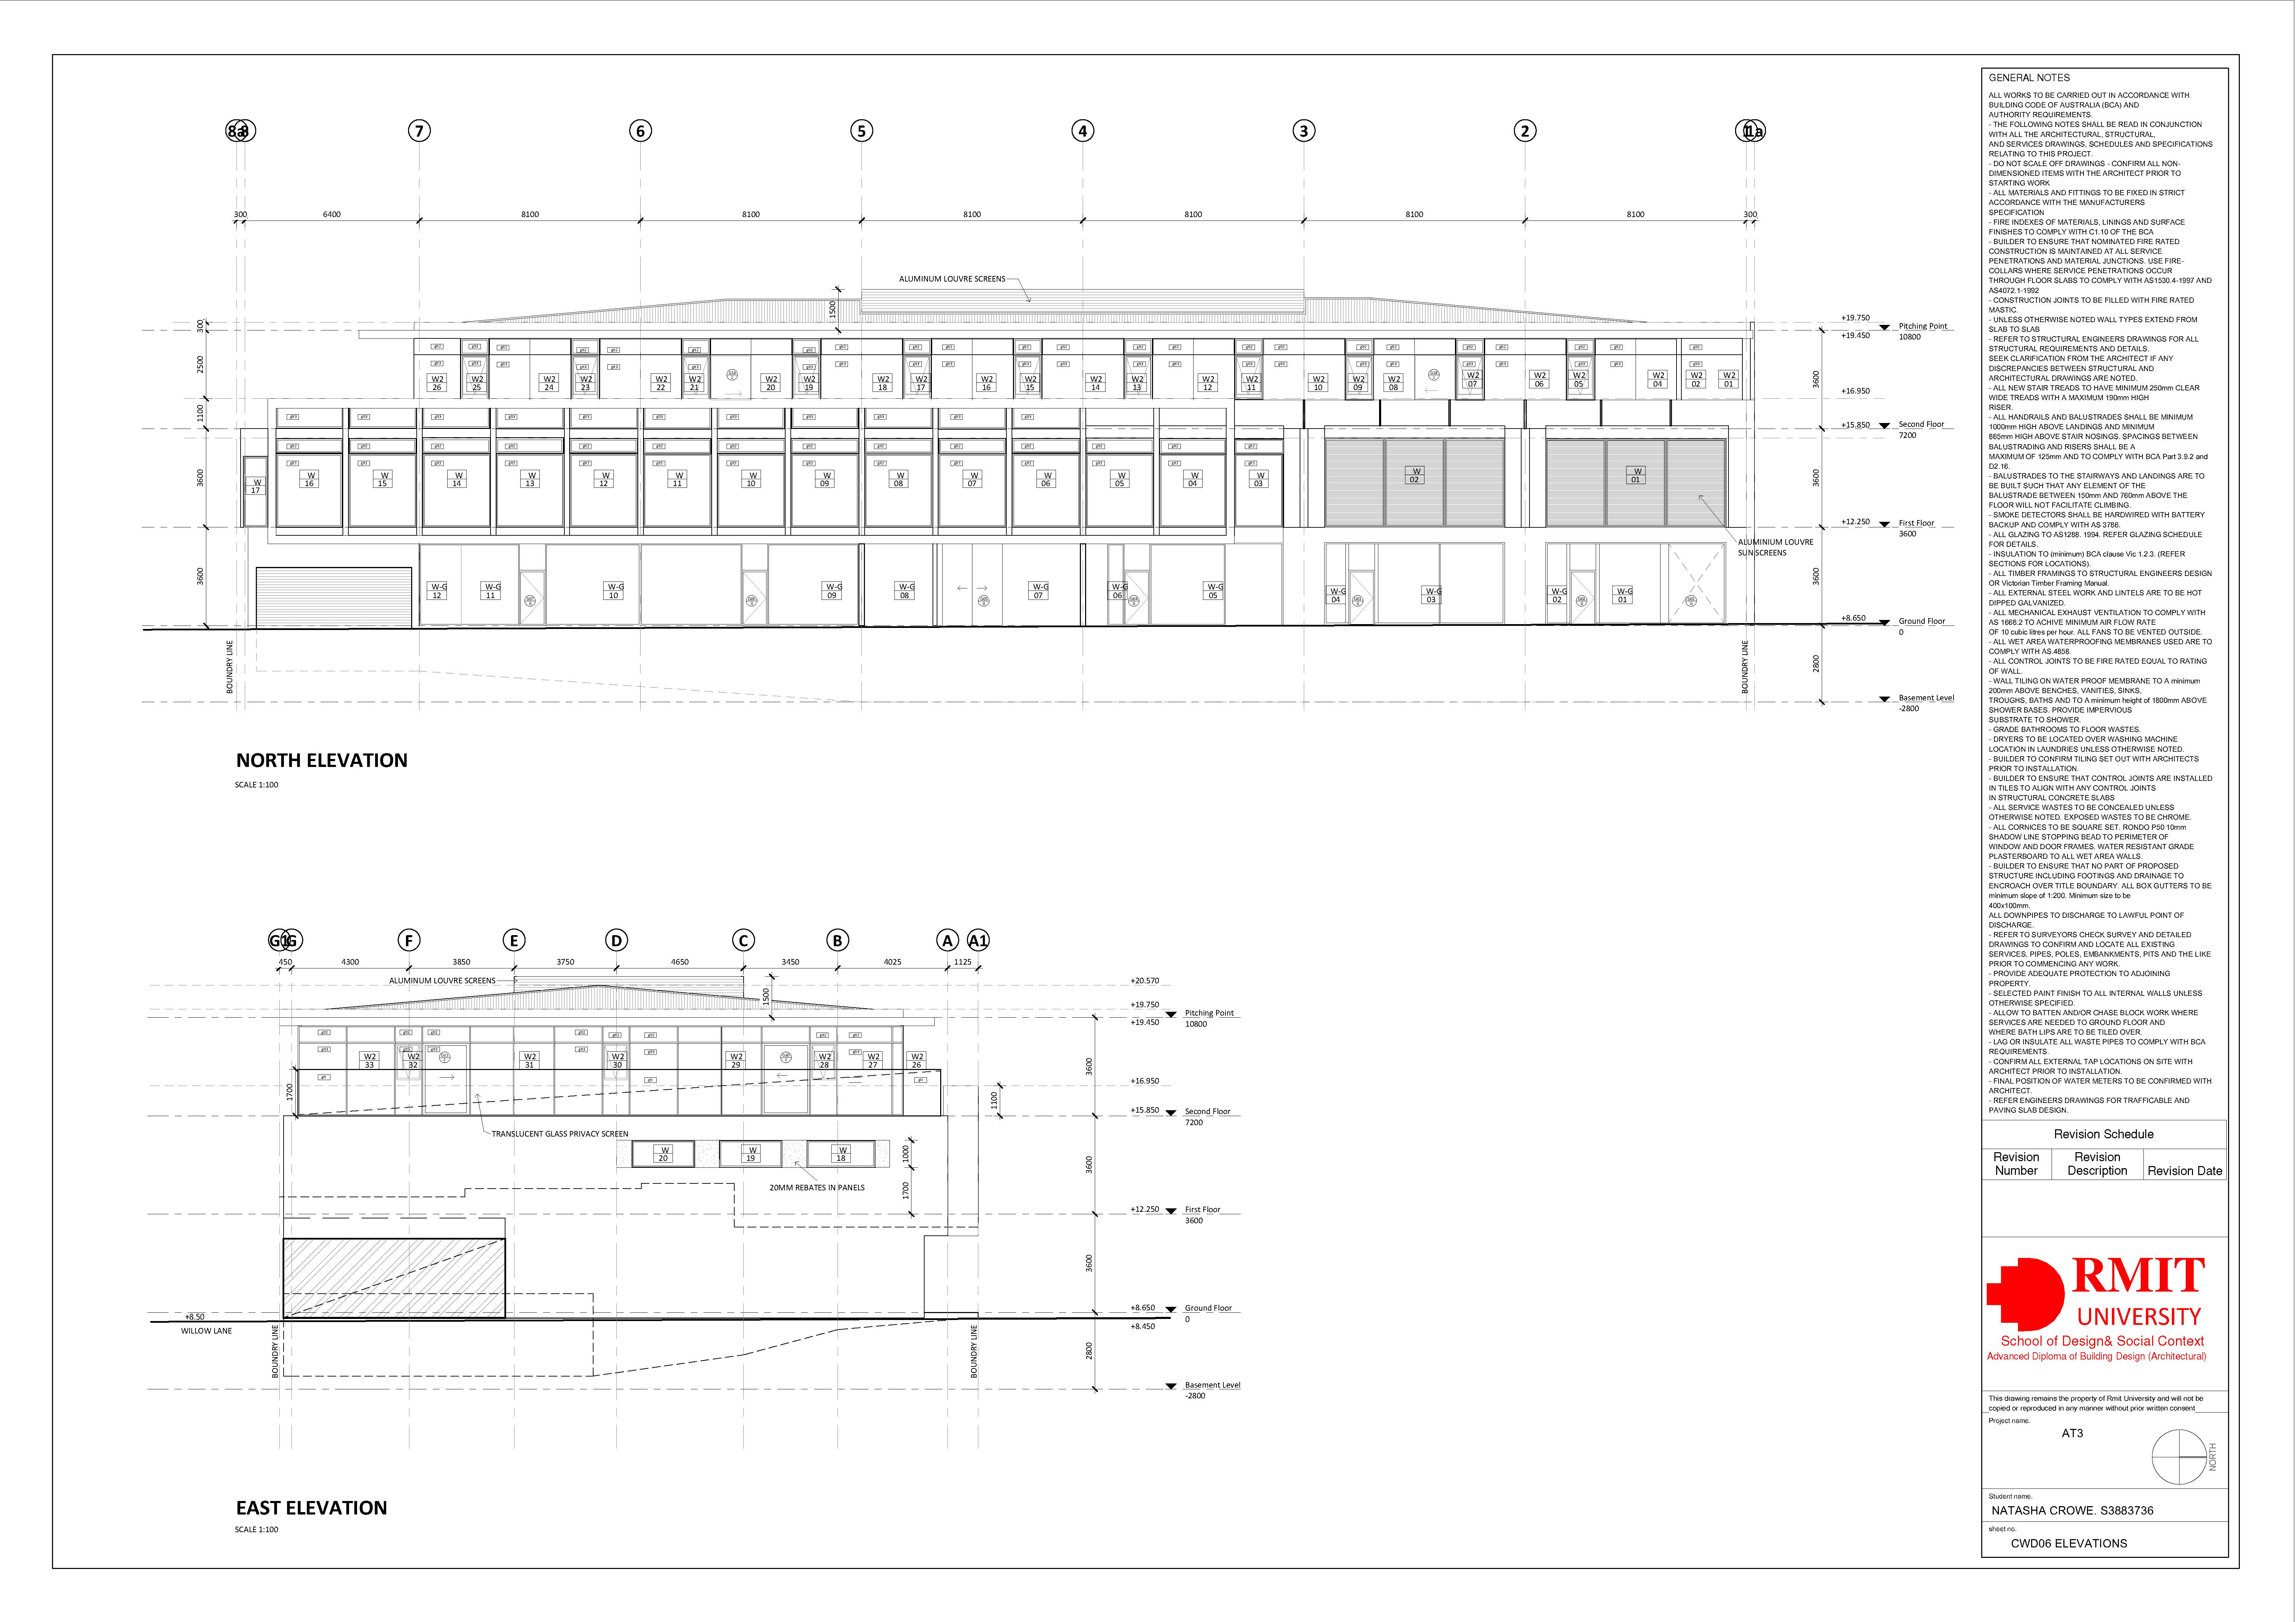 8a 8 7 6 5 4 3 2 1a
300 6400 8100 8100 8100 8100 8100 8100 300
ALUMINUM LOUVRE SCREENS
1500
300
2500
1100
3600
3600
+19.750
Pitching Point
+19.450
10800
3600
+16.950
+15.850 Second Floor
7200
3600
+12.250 First Floor
3600
3600
+8.650 Ground Floor
0
2800
Basement Level
-2800
W2 26 W2 25 W2 24 W2 23 W2 22 W2 21 W2 20 W2 19 W2 18 W2 17 W2 16 W2 15 W2 14 W2 13 W2 12 W2 11 W2 10 W2 09 W2 08 W2 07 W2 06 W2 05 W2 04 W2 02 W2 01
W 17 W 16 W 15 W 14 W 13 W 12 W 11 W 10 W 09 W 08 W 07 W 06 W 05 W 04 W 03 W 02 W 01
ALUMINIUM LOUVRE
SUN SCREENS
W-G 12 W-G 11 W-G 10 W-G 09 W-G 08 W-G 07 W-G 06 W-G 05 W-G 04 W-G 03 W-G 02 W-G 01
BOUNDRY LINE
BOUNDRY LINE
NORTH ELEVATION
SCALE 1:100
G1 G F E D C B A A1
450 4300 3850 3750 4650 3450 4025 1125
ALUMINUM LOUVRE SCREENS
1500
+20.570
+19.750
Pitching Point
+19.450
10800
W2 33 W2 32 W2 31 W2 30 W2 29 W2 28 W2 27 W2 26
3600
1700
+16.950
1100
+15.850 Second Floor
7200
TRANSLUCENT GLASS PRIVACY SCREEN
W 20 W 19 W 18
1000
3600
20MM REBATES IN PANELS
1700
+12.250 First Floor
3600
3600
+8.650 Ground Floor
0
+8.50
WILLOW LANE
+8.450
BOUNDRY LINE
BOUNDRY LINE
2800
Basement Level
-2800
EAST ELEVATION
SCALE 1:100
GENERAL NOTES
ALL WORKS TO BE CARRIED OUT IN ACCORDANCE WITH
BUILDING CODE OF AUSTRALIA (BCA) AND
AUTHORITY REQUIREMENTS.
- THE FOLLOWING NOTES SHALL BE READ IN CONJUNCTION
WITH ALL THE ARCHITECTURAL, STRUCTURAL,
AND SERVICES DRAWINGS, SCHEDULES AND SPECIFICATIONS
RELATING TO THIS PROJECT.
- DO NOT SCALE OFF DRAWINGS - CONFIRM ALL NON-
DIMENSIONED ITEMS WITH THE ARCHITECT PRIOR TO
STARTING WORK
- ALL MATERIALS AND FITTINGS TO BE FIXED IN STRICT
ACCORDANCE WITH THE MANUFACTURERS
SPECIFICATION
- FIRE INDEXES OF MATERIALS, LININGS AND SURFACE
FINISHES TO COMPLY WITH C1.10 OF THE BCA
- BUILDER TO ENSURE THAT NOMINATED FIRE RATED
CONSTRUCTION IS MAINTAINED AT ALL SERVICE
PENETRATIONS AND MATERIAL JUNCTIONS. USE FIRE-
COLLARS WHERE SERVICE PENETRATIONS OCCUR
THROUGH FLOOR SLABS TO COMPLY WITH AS1530.4-1997 AND
AS4072.1-1992
- CONSTRUCTION JOINTS TO BE FILLED WITH FIRE RATED
MASTIC.
- UNLESS OTHERWISE NOTED WALL TYPES EXTEND FROM
SLAB TO SLAB
- REFER TO STRUCTURAL ENGINEERS DRAWINGS FOR ALL
STRUCTURAL REQUIREMENTS AND DETAILS.
SEEK CLARIFICATION FROM THE ARCHITECT IF ANY
DISCREPANCIES BETWEEN STRUCTURAL AND
ARCHITECTURAL DRAWINGS ARE NOTED.
- ALL NEW STAIR TREADS TO HAVE MINIMUM 250mm CLEAR
WIDE TREADS WITH A MAXIMUM 190mm HIGH
RISER.
- ALL HANDRAILS AND BALUSTRADES SHALL BE MINIMUM
1000mm HIGH ABOVE LANDINGS AND MINIMUM
865mm HIGH ABOVE STAIR NOSINGS. SPACINGS BETWEEN
BALUSTRADING AND RISERS SHALL BE A
MAXIMUM OF 125mm AND TO COMPLY WITH BCA Part 3.9.2 and
D2.16.
- BALUSTRADES TO THE STAIRWAYS AND LANDINGS ARE TO
BE BUILT SUCH THAT ANY ELEMENT OF THE
BALUSTRADE BETWEEN 150mm AND 760mm ABOVE THE
FLOOR WILL NOT FACILITATE CLIMBING.
- SMOKE DETECTORS SHALL BE HARDWIRED WITH BATTERY
BACKUP AND COMPLY WITH AS 3786.
- ALL GLAZING TO AS1288. 1994. REFER GLAZING SCHEDULE
FOR DETAILS.
- INSULATION TO (minimum) BCA clause Vic 1.2.3. (REFER
SECTIONS FOR LOCATIONS).
- ALL TIMBER FRAMINGS TO STRUCTURAL ENGINEERS DESIGN
OR Victorian Timber Framing Manual.
- ALL EXTERNAL STEEL WORK AND LINTELS ARE TO BE HOT
DIPPED GALVANIZED.
- ALL MECHANICAL EXHAUST VENTILATION TO COMPLY WITH
AS 1668.2 TO ACHIVE MINIMUM AIR FLOW RATE
OF 10 cubic litres per hour. ALL FANS TO BE VENTED OUTSIDE.
- ALL WET AREA WATERPROOFING MEMBRANES USED ARE TO
COMPLY WITH AS.4858.
- ALL CONTROL JOINTS TO BE FIRE RATED EQUAL TO RATING
OF WALL.
- WALL TILING ON WATER PROOF MEMBRANE TO A minimum
200mm ABOVE BENCHES, VANITIES, SINKS,
TROUGHS, BATHS AND TO A minimum height of 1800mm ABOVE
SHOWER BASES. PROVIDE IMPERVIOUS
SUBSTRATE TO SHOWER.
- GRADE BATHROOMS TO FLOOR WASTES.
- DRYERS TO BE LOCATED OVER WASHING MACHINE
LOCATION IN LAUNDRIES UNLESS OTHERWISE NOTED.
- BUILDER TO CONFIRM TILING SET OUT WITH ARCHITECTS
PRIOR TO INSTALLATION.
- BUILDER TO ENSURE THAT CONTROL JOINTS ARE INSTALLED
IN TILES TO ALIGN WITH ANY CONTROL JOINTS
IN STRUCTURAL CONCRETE SLABS
- ALL SERVICE WASTES TO BE CONCEALED UNLESS
OTHERWISE NOTED. EXPOSED WASTES TO BE CHROME.
- ALL CORNICES TO BE SQUARE SET. RONDO P50 10mm
SHADOW LINE STOPPING BEAD TO PERIMETER OF
WINDOW AND DOOR FRAMES. WATER RESISTANT GRADE
PLASTERBOARD TO ALL WET AREA WALLS.
- BUILDER TO ENSURE THAT NO PART OF PROPOSED
STRUCTURE INCLUDING FOOTINGS AND DRAINAGE TO
ENCROACH OVER TITLE BOUNDARY. ALL BOX GUTTERS TO BE
minimum slope of 1:200. Minimum size to be
400x100mm.
ALL DOWNPIPES TO DISCHARGE TO LAWFUL POINT OF
DISCHARGE.
- REFER TO SURVEYORS CHECK SURVEY AND DETAILED
DRAWINGS TO CONFIRM AND LOCATE ALL EXISTING
SERVICES, PIPES, POLES, EMBANKMENTS, PITS AND THE LIKE
PRIOR TO COMMENCING ANY WORK.
- PROVIDE ADEQUATE PROTECTION TO ADJOINING
PROPERTY.
- SELECTED PAINT FINISH TO ALL INTERNAL WALLS UNLESS
OTHERWISE SPECIFIED.
- ALLOW TO BATTEN AND/OR CHASE BLOCK WORK WHERE
SERVICES ARE NEEDED TO GROUND FLOOR AND
WHERE BATH LIPS ARE TO BE TILED OVER.
- LAG OR INSULATE ALL WASTE PIPES TO COMPLY WITH BCA
REQUIREMENTS.
- CONFIRM ALL EXTERNAL TAP LOCATIONS ON SITE WITH
ARCHITECT PRIOR TO INSTALLATION.
- FINAL POSITION OF WATER METERS TO BE CONFIRMED WITH
ARCHITECT.
- REFER ENGINEERS DRAWINGS FOR TRAFFICABLE AND
PAVING SLAB DESIGN.
Revision Schedule
Revision Number
Revision Description
Revision Date
RMIT
UNIVERSITY
School of Design& Social Context
Advanced Diploma of Building Design (Architectural)
This drawing remains the property of Rmit University and will not be
copied or reproduced in any manner without prior written consent
Project name.
AT3
NORTH
Student name.
NATASHA CROWE. S3883736
sheet no.
CWD06 ELEVATIONS